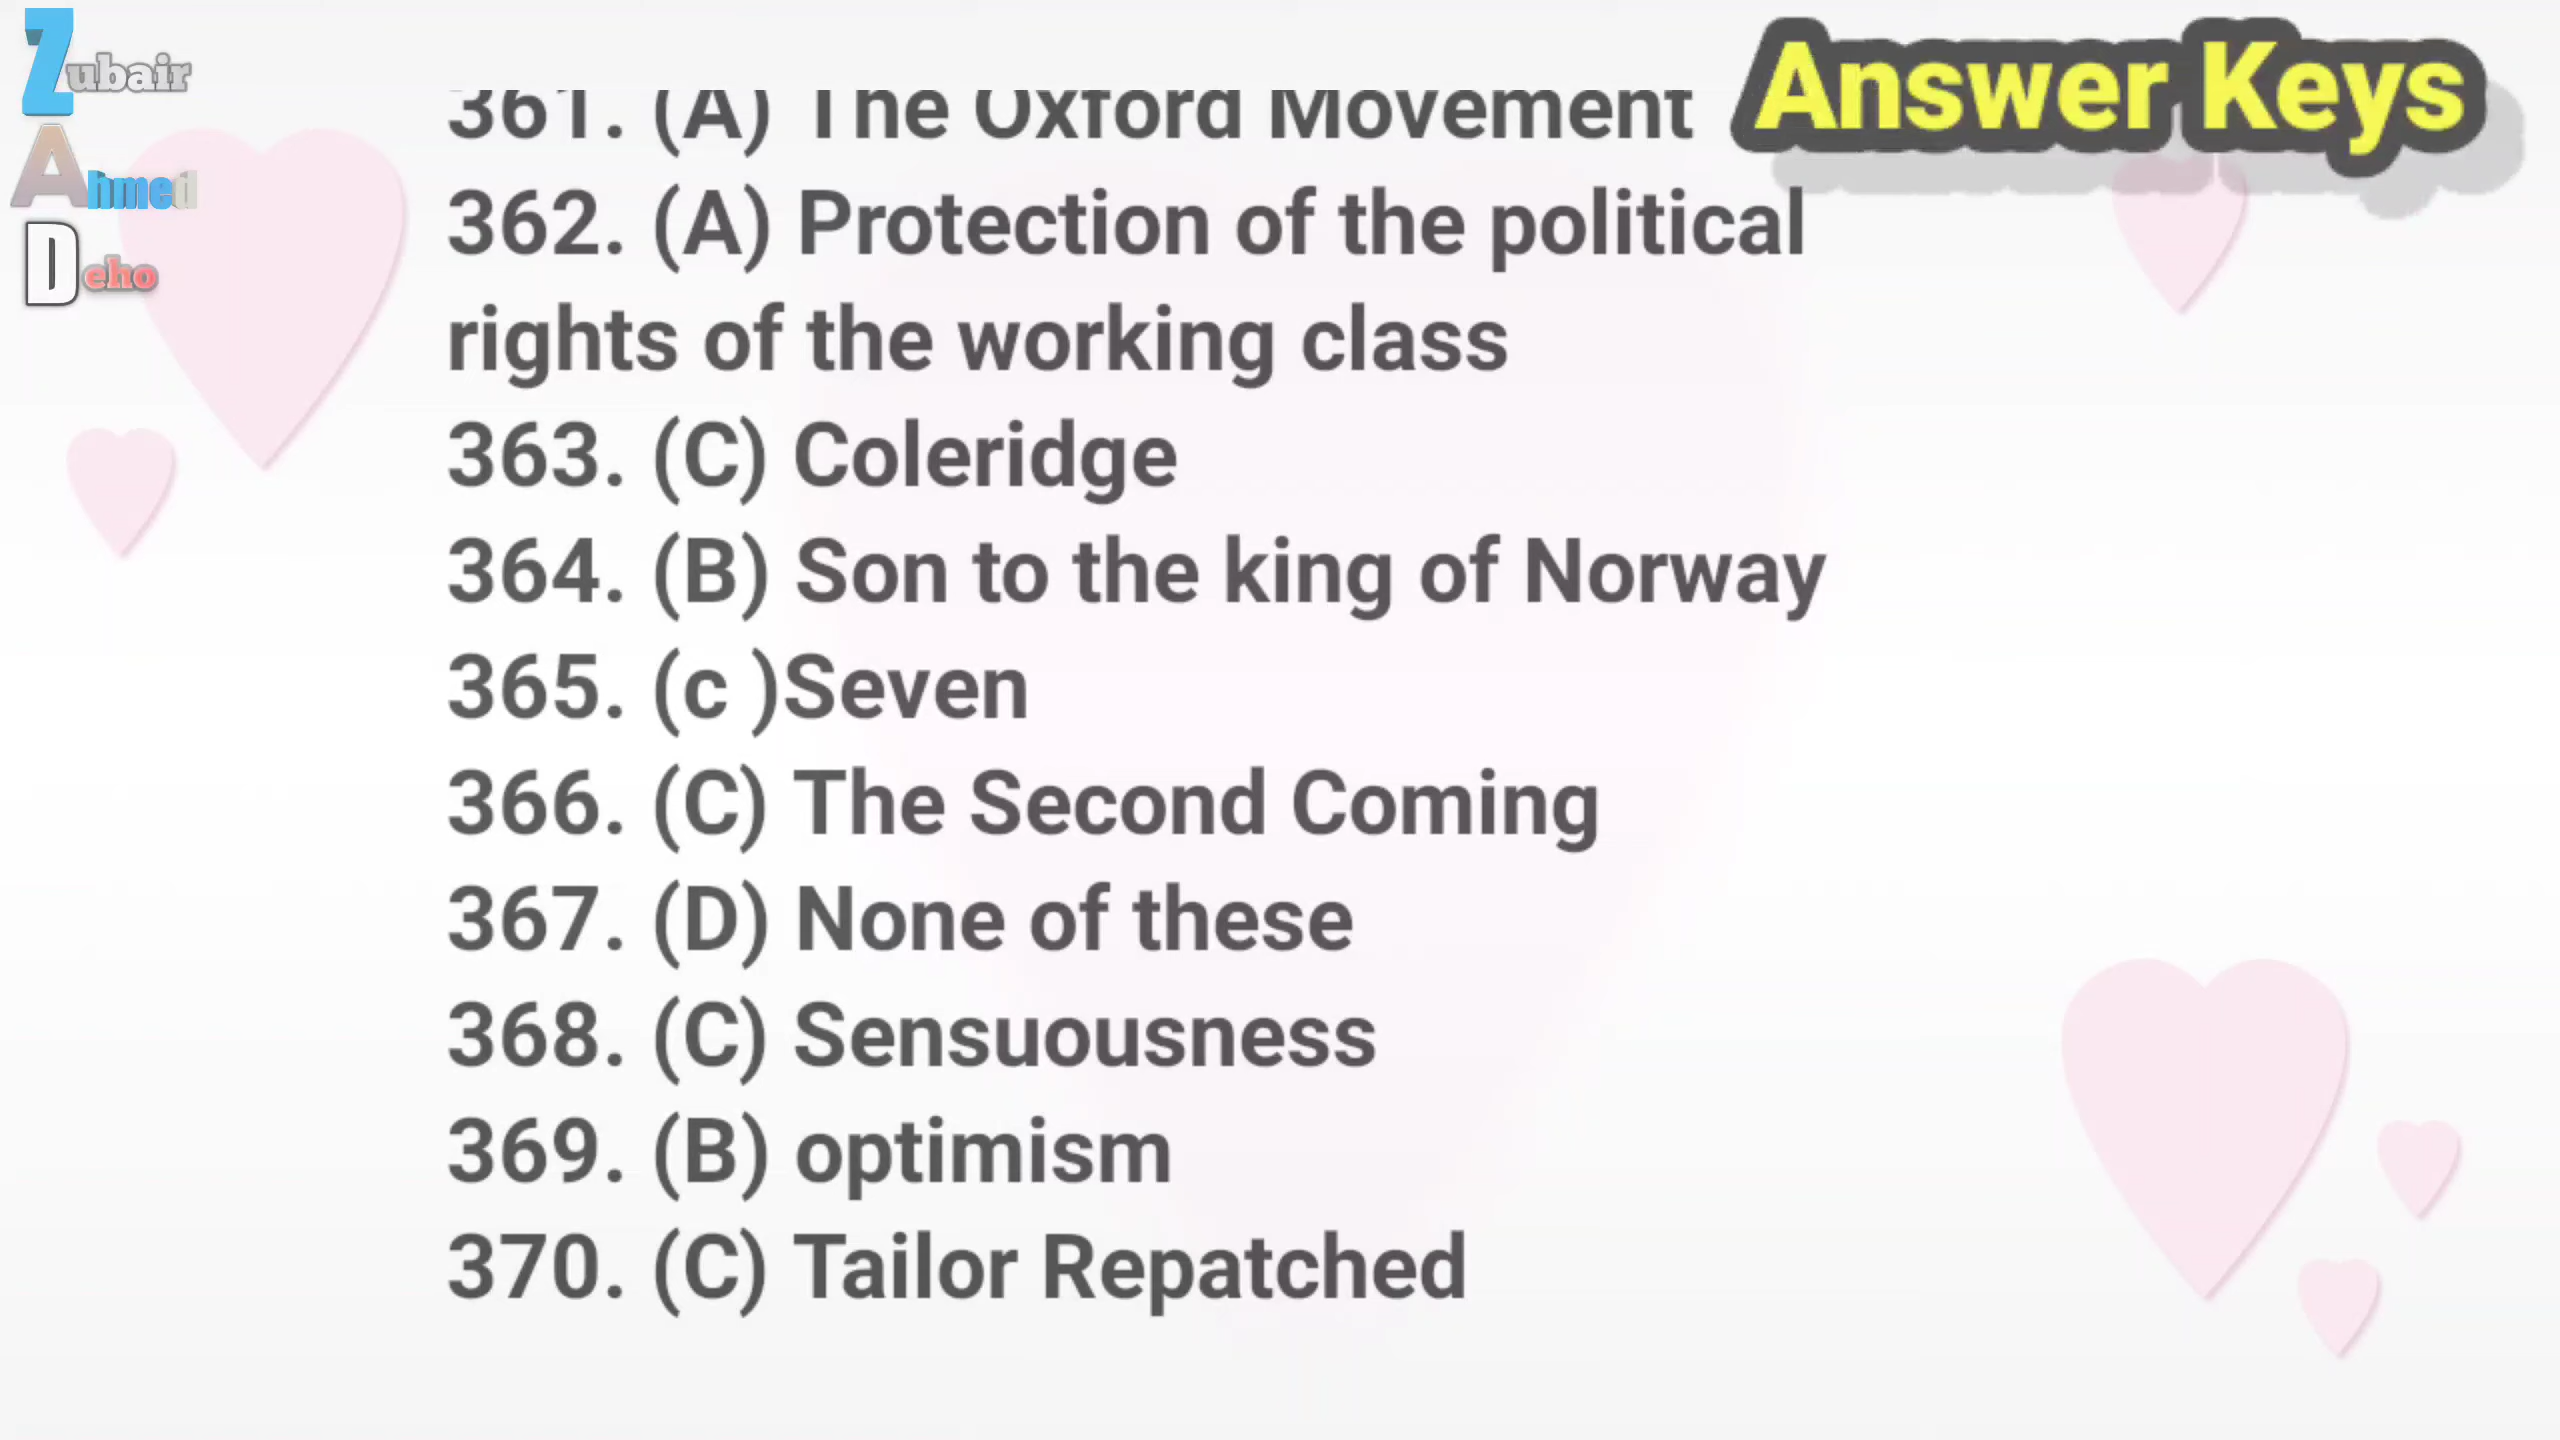 Zubair
Ahmed
Deho
Answer Keys
361. (A) The Oxford Movement
362. (A) Protection of the political
rights of the working class
363. (C) Coleridge
364. (B) Son to the king of Norway
365. (c )Seven
366. (C) The Second Coming
367. (D) None of these
368. (C) Sensuousness
369. (B) optimism
370. (C) Tailor Repatched